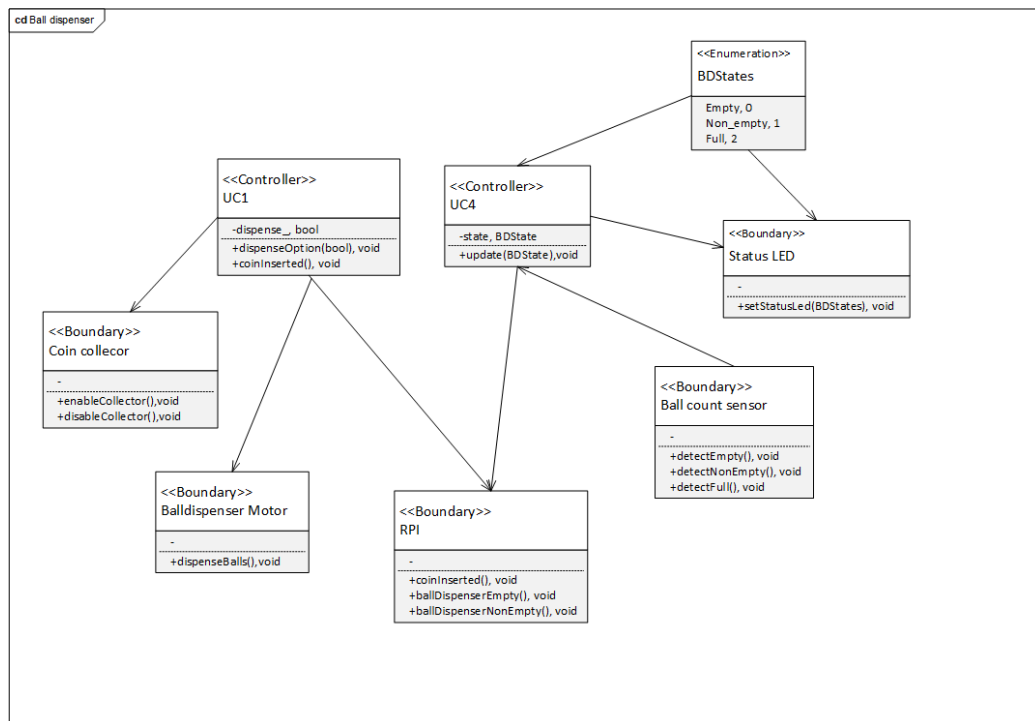 cd Ball dispenser
<<Enumeration>>
BDStates
Empty, 0
Non_empty, 1
Full, 2
<<Controller>>
UC1
-dispense_, bool
+dispenseOption(bool), void
+coinInserted(), void
<<Controller>>
UC4
-state, BDState
+update(BDState),void
<<Boundary>>
Status LED
-
+setStatusLed(BDStates), void
<<Boundary>>
Coin collecor
-
+enableCollector(),void
+disableCollector(),void
<<Boundary>>
Ball count sensor
-
+detectEmpty(), void
+detectNonEmpty(), void
+detectFull(), void
<<Boundary>>
Balldispenser Motor
-
+dispenseBalls(),void
<<Boundary>>
RPI
-
+coinInserted(), void
+ballDispenserEmpty(), void
+ballDispenserNonEmpty(), void